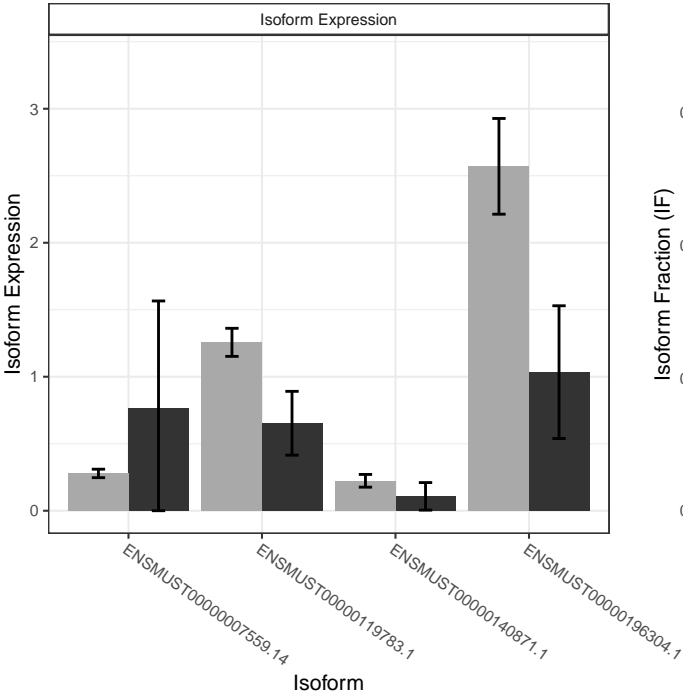 Isoform Expression
Isoform Expression
3
2
1
0
ENSMUST00000007559.14
ENSMUST00000119783.1
ENSMUST00000140871.1
ENSMUST00000196304.1
Isoform
Isoform Fraction (IF)